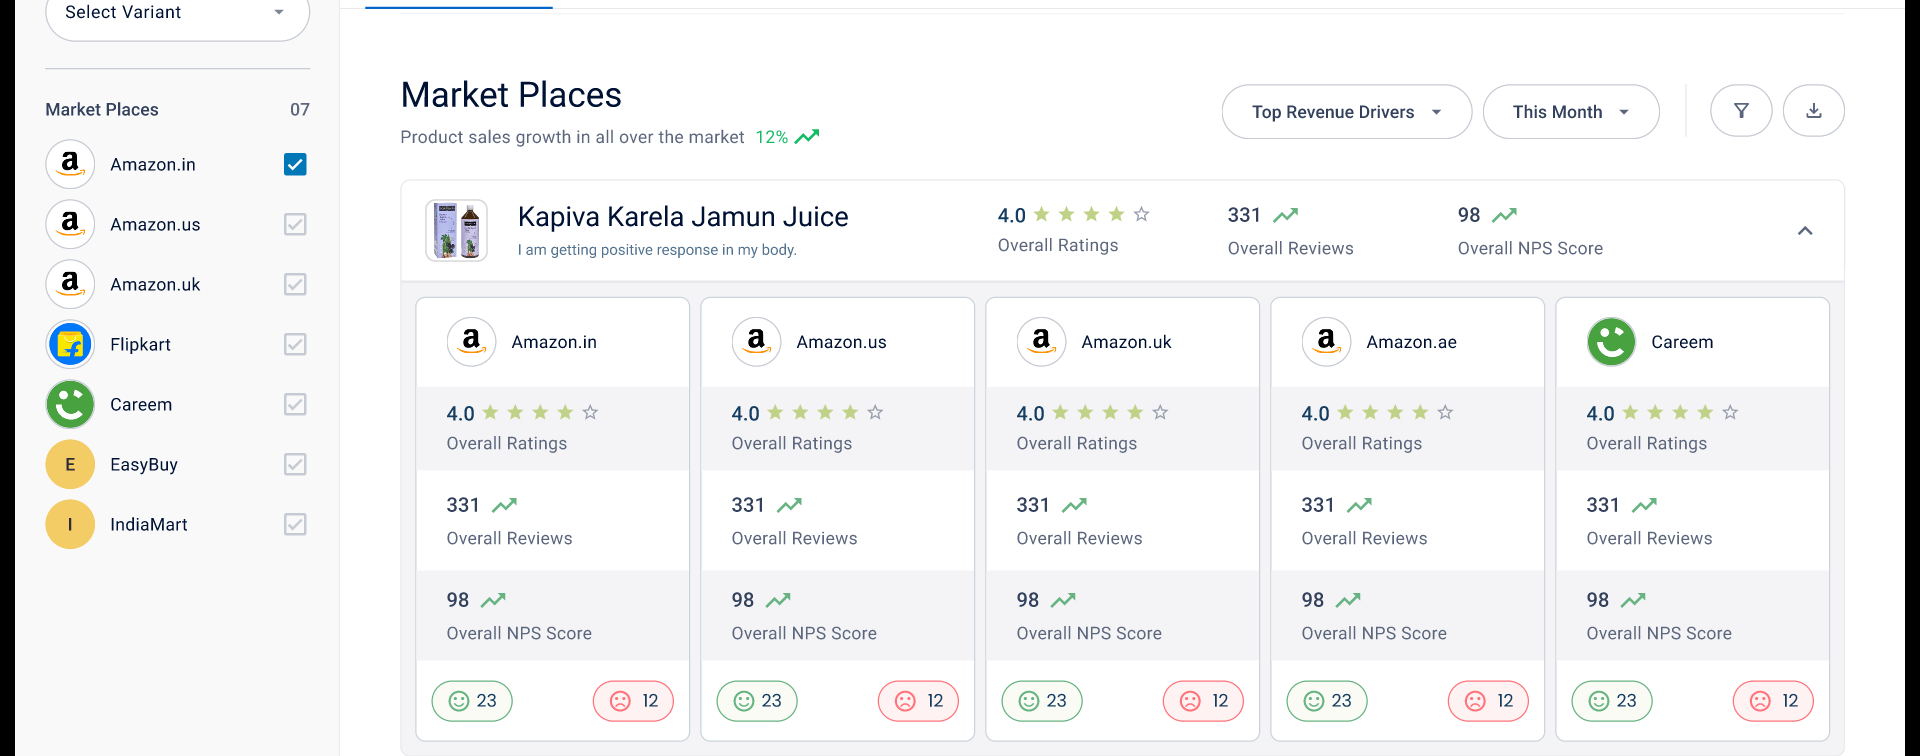 Select Variant
Market Places 07
Amazon.in
Amazon.us
Amazon.uk
Flipkart
Careem
E EasyBuy
I IndiaMart
Market Places
Product sales growth in all over the market 12%
Top Revenue Drivers
This Month
Kapiva Karela Jamun Juice
I am getting positive response in my body.
4.0
Overall Ratings
331
Overall Reviews
98
Overall NPS Score
a Amazon.in
4.0
Overall Ratings
331
Overall Reviews
98
Overall NPS Score
23 12
a Amazon.us
4.0
Overall Ratings
331
Overall Reviews
98
Overall NPS Score
23 12
a Amazon.uk
4.0
Overall Ratings
331
Overall Reviews
98
Overall NPS Score
23 12
a Amazon.ae
4.0
Overall Ratings
331
Overall Reviews
98
Overall NPS Score
23 12
Careem
4.0
Overall Ratings
331
Overall Reviews
98
Overall NPS Score
23 12